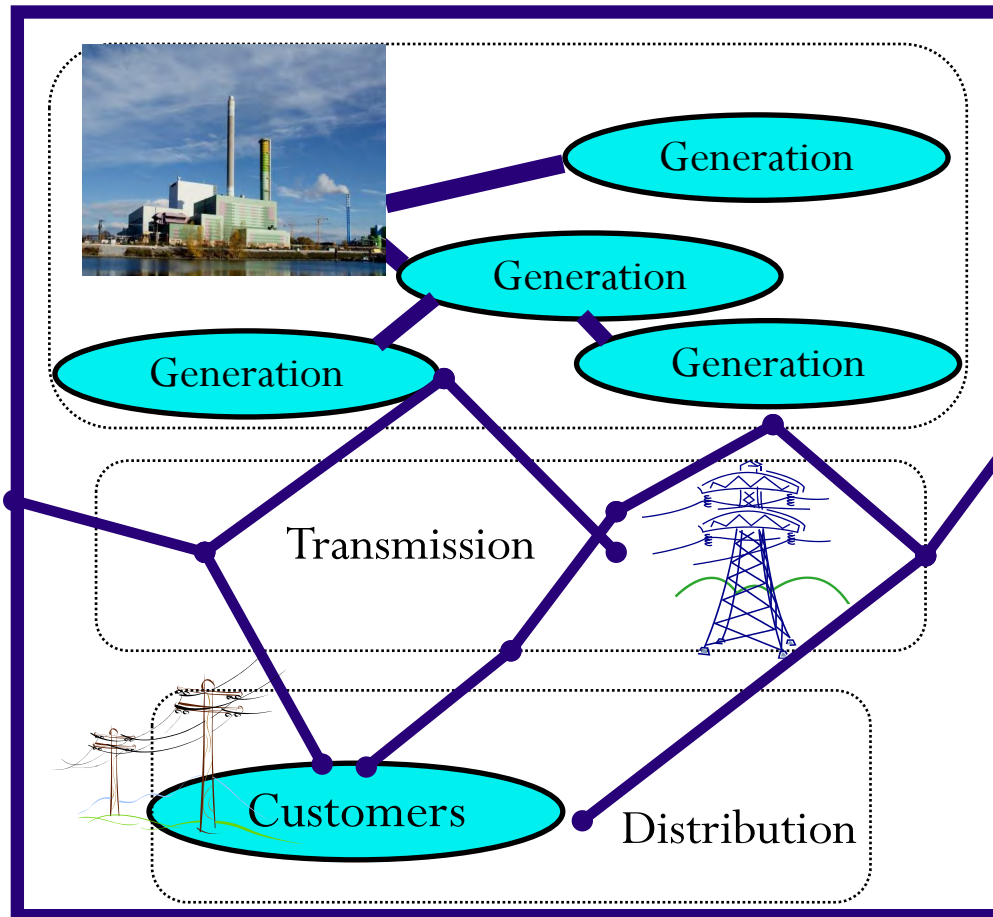 Generation
Generation
Generation
Generation
Transmission
Customers
Distribution